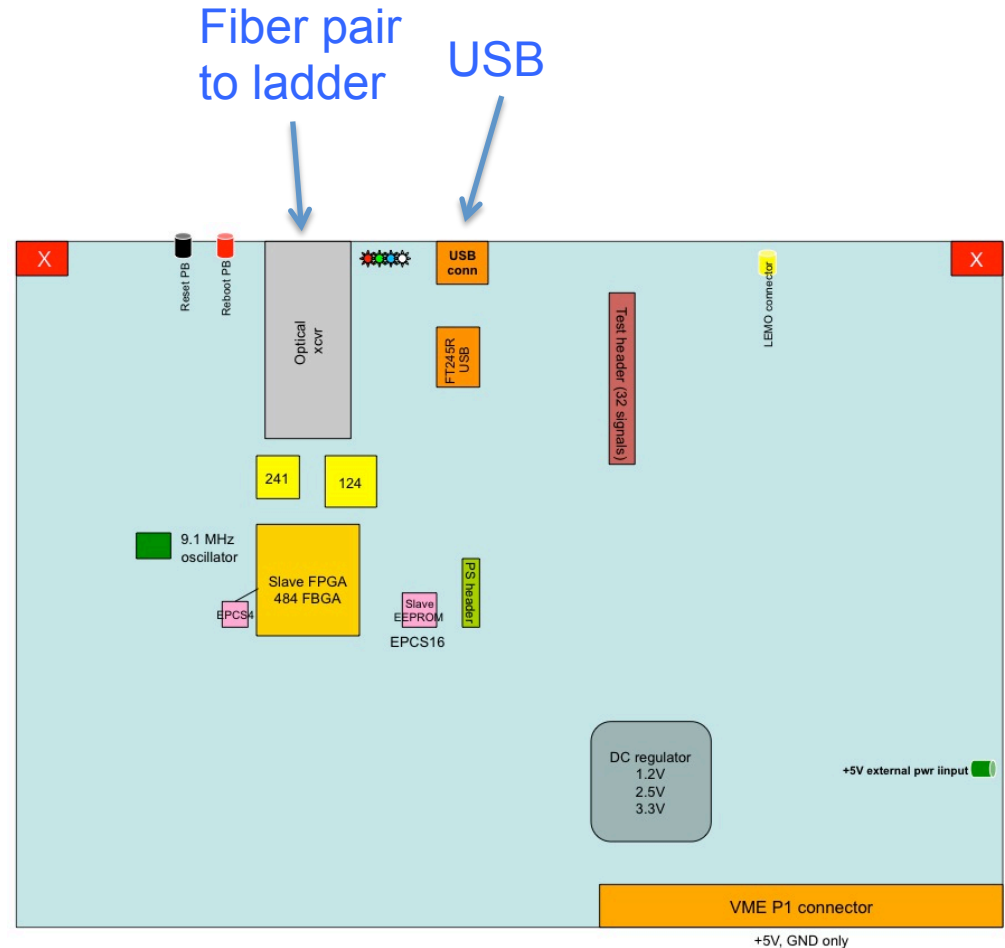 Fiber pair
to ladder
USB
X
Reset PB
Reboot PB
Optical
xcvr
USB
conn
FT245R
USB
Test header (32 signals)
LEMO connector
X
241
124
9.1 MHz
oscillator
Slave FPGA
484 FBGA
EPCS4
Slave
EEPROM
EPCS16
PS header
DC regulator
1.2V
2.5V
3.3V
+5V external pwr iinput
VME P1 connector
+5V, GND only